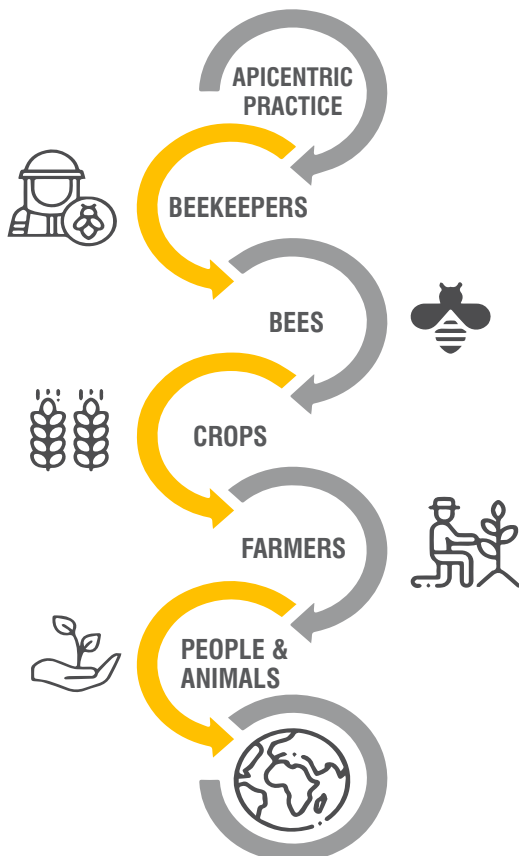 APICENTRIC
PRACTICE
BEEKEEPERS
BEES
CROPS
FARMERS
PEOPLE &
ANIMALS